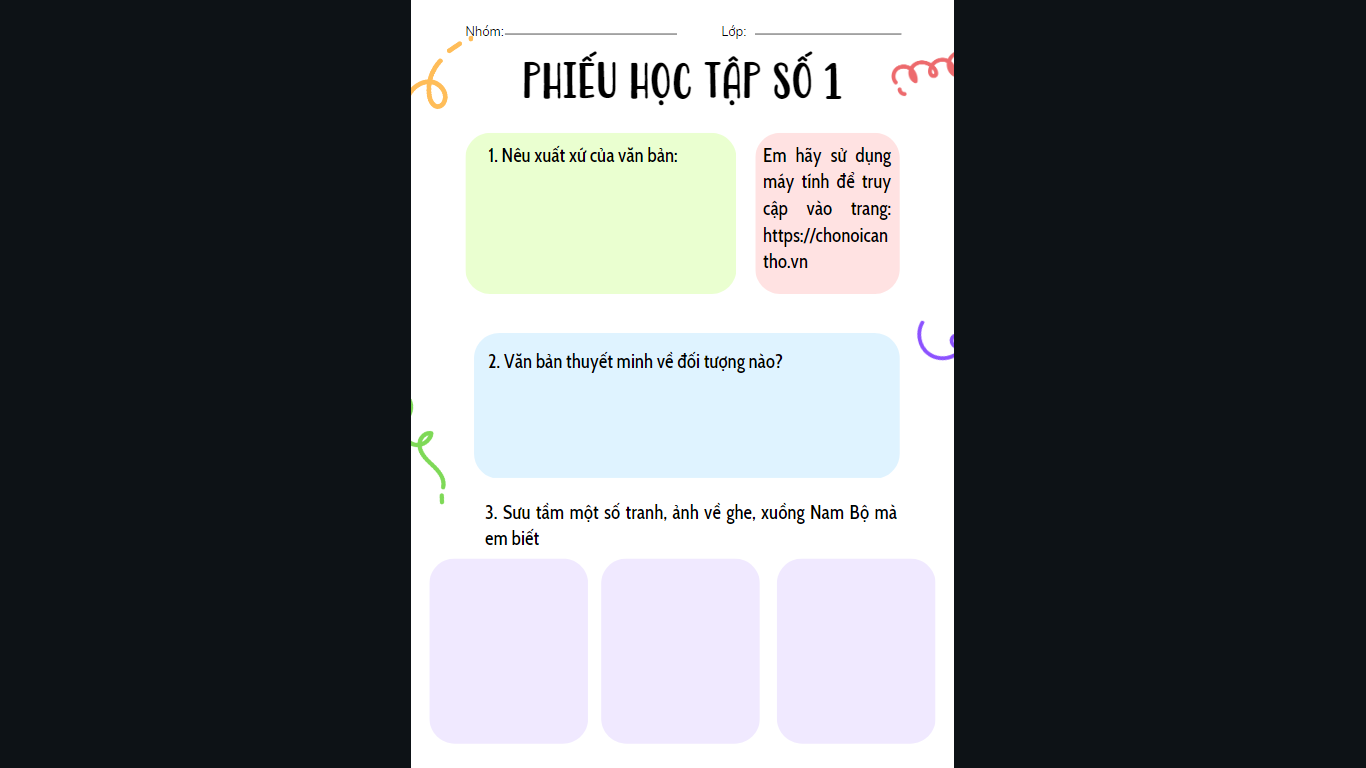 Nhóm: Lớp:
PHIẾU HỌC TẬP SỐ 1
1. Nêu xuất xứ của văn bản:
Em hãy sử dụng
máy tính để truy
cập vào trang:
https://chonoican
tho.vn
2. Văn bản thuyết minh về đối tượng nào?
3. Sưu tầm một số tranh, ảnh về ghe, xuồng Nam Bộ mà
em biết